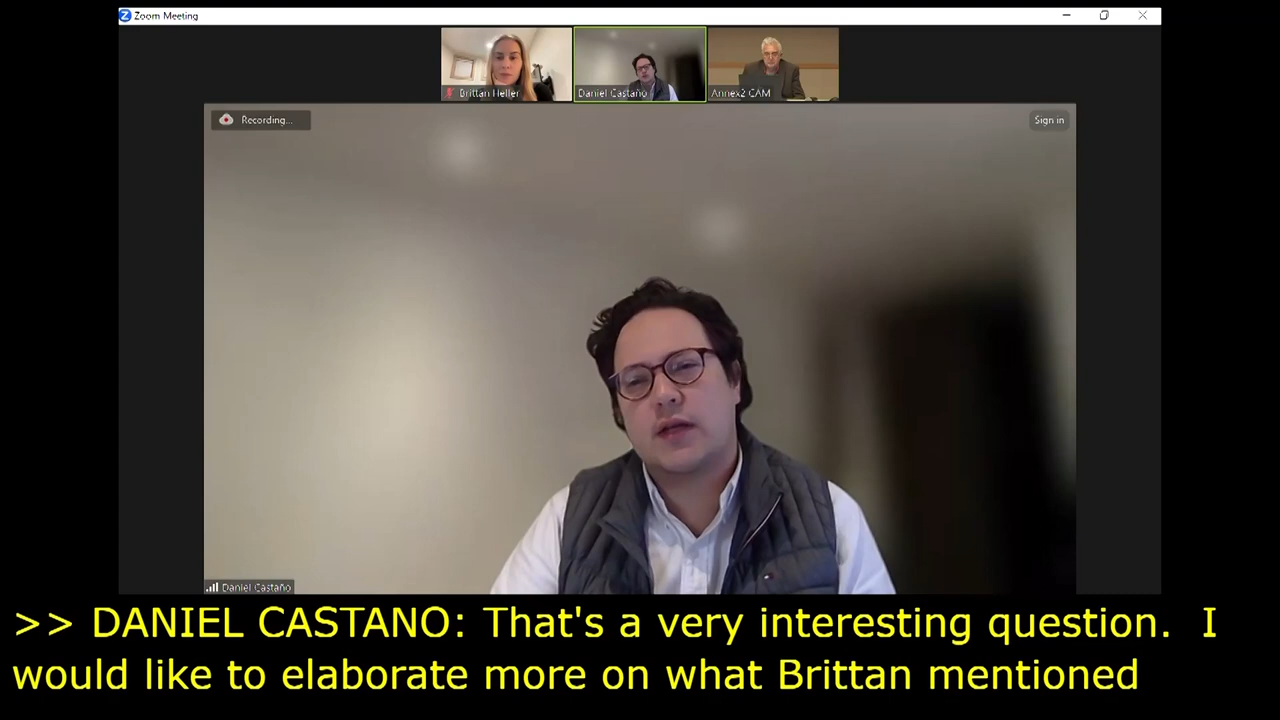 Zoom Meeting
Brittan Heller
Daniel Castaño
Annex2 CAM
Recording...
Sign in
Daniel Castaño
>> DANIEL CASTANO: That's a very interesting question. I
would like to elaborate more on what Brittan mentioned